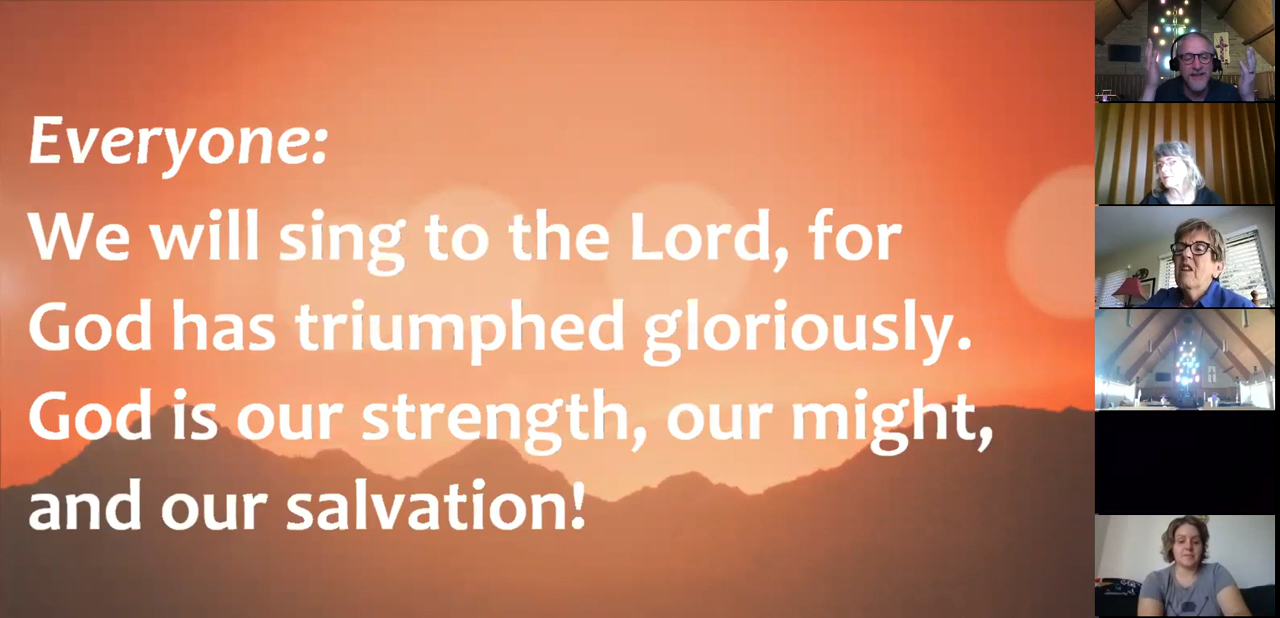 Everyone:
We will sing to the Lord, for
God has triumphed gloriously.
God is our strength, our might,
and our salvation!